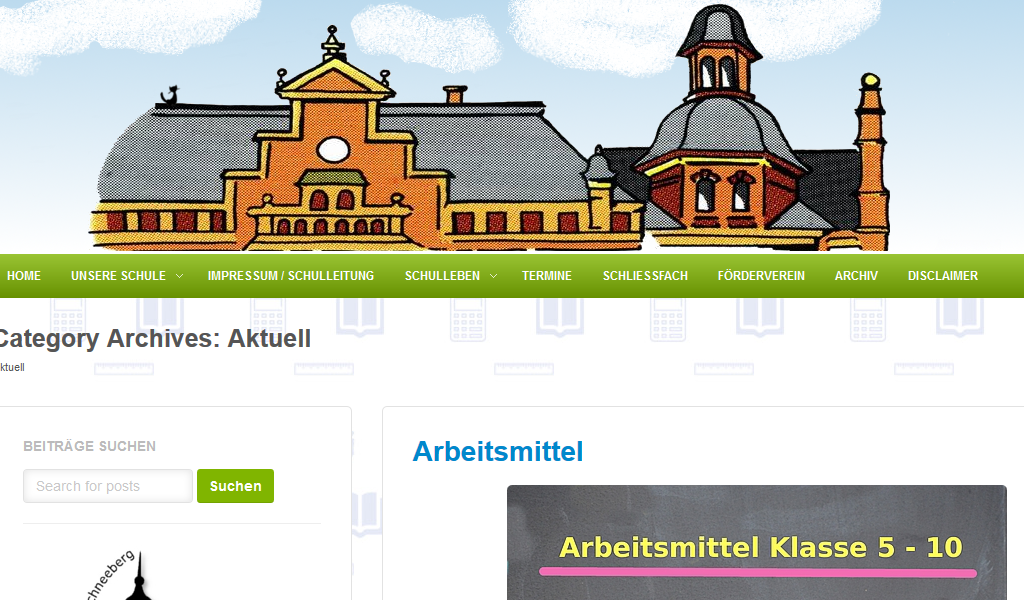 HOME UNSERE SCHULE IMPRESSUM / SCHULLEITUNG SCHULLEBEN TERMINE SCHLIESSFACH FÖRDERVEREIN ARCHIV DISCLAIMER
Category Archives: Aktuell
ktuell
BEITRÄGE SUCHEN
Search for posts Suchen
chneeberg
Arbeitsmittel
Arbeitsmittel Klasse 5 - 10